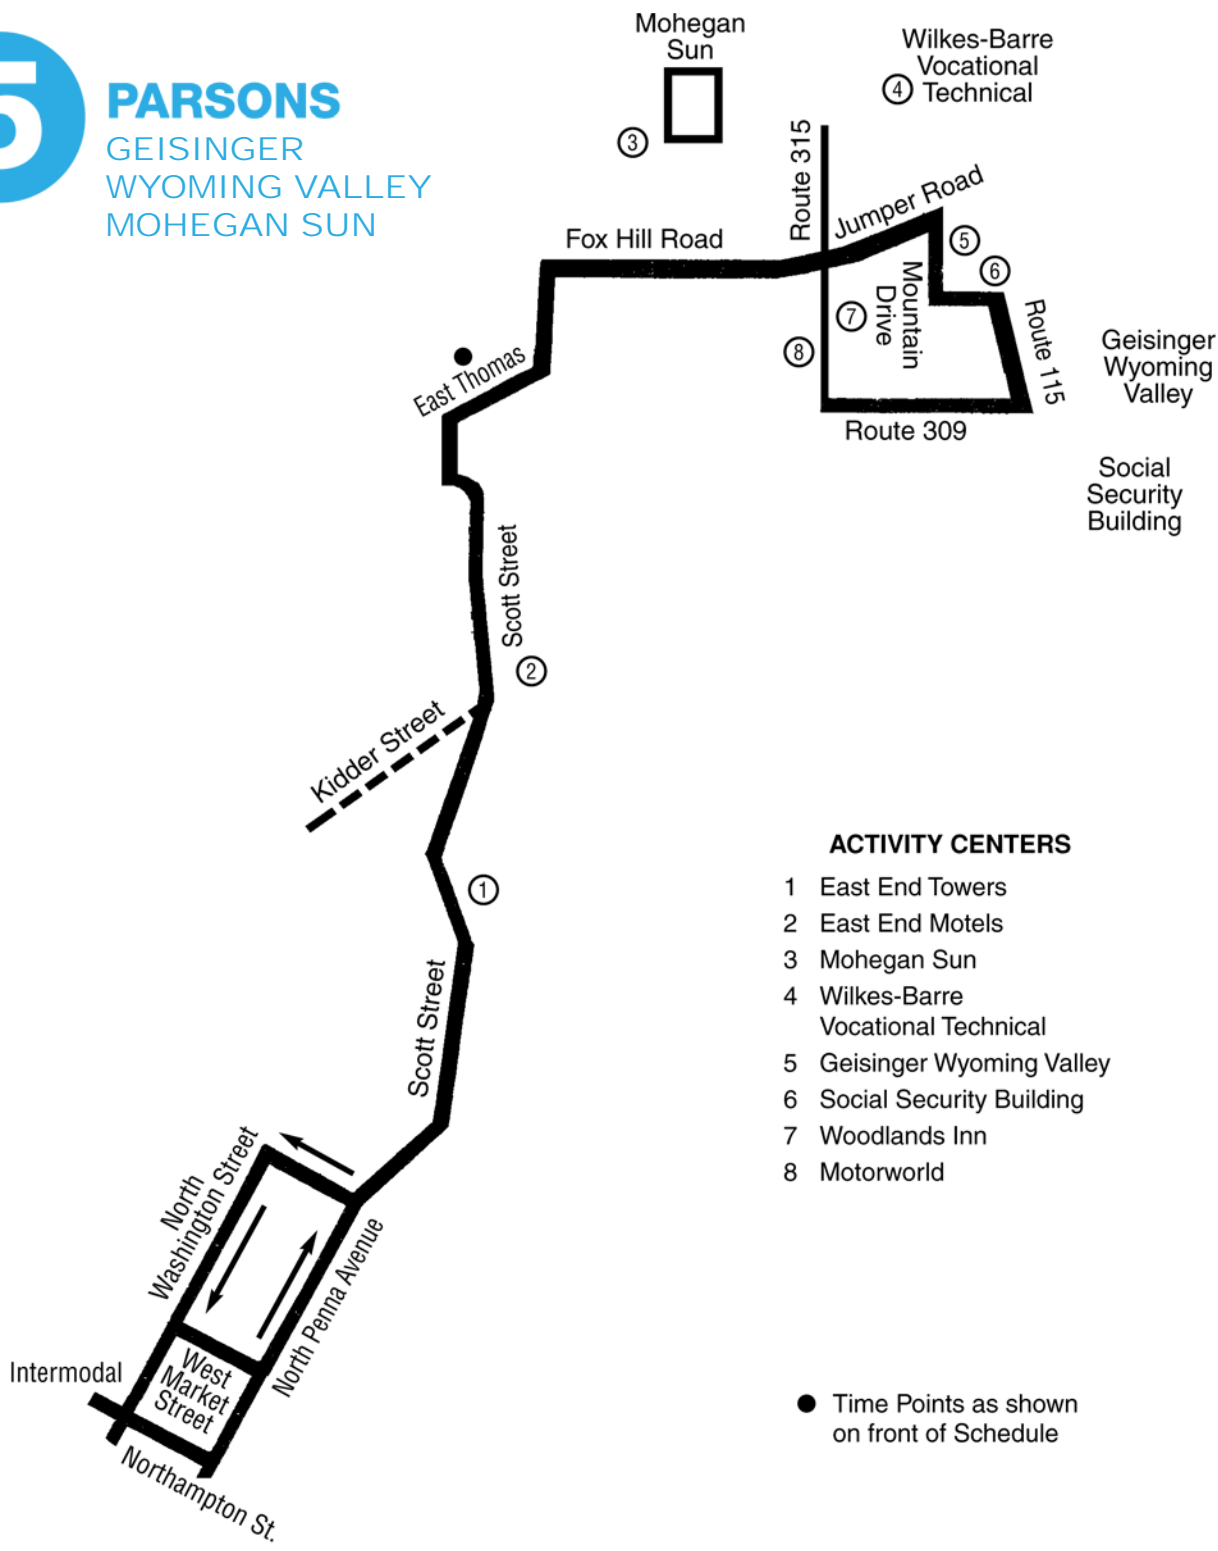 5
PARSONS
GEISINGER
WYOMING VALLEY
MOHEGAN SUN
Mohegan
Sun
3
Wilkes-Barre
Vocational
4 Technical
Route 315
Jumper Road
Fox Hill Road
5
6
Mountain
Drive
7
8
Route 115
Route 309
Geisinger
Wyoming
Valley
Social
Security
Building
East Thomas
Scott Street
2
Kidder Street
1
Scott Street
North
Washington Street
North Penna Avenue
West
Market
Street
Intermodal
Northampton St.
ACTIVITY CENTERS
1 East End Towers
2 East End Motels
3 Mohegan Sun
4 Wilkes-Barre
Vocational Technical
5 Geisinger Wyoming Valley
6 Social Security Building
7 Woodlands Inn
8 Motorworld
Time Points as shown
on front of Schedule